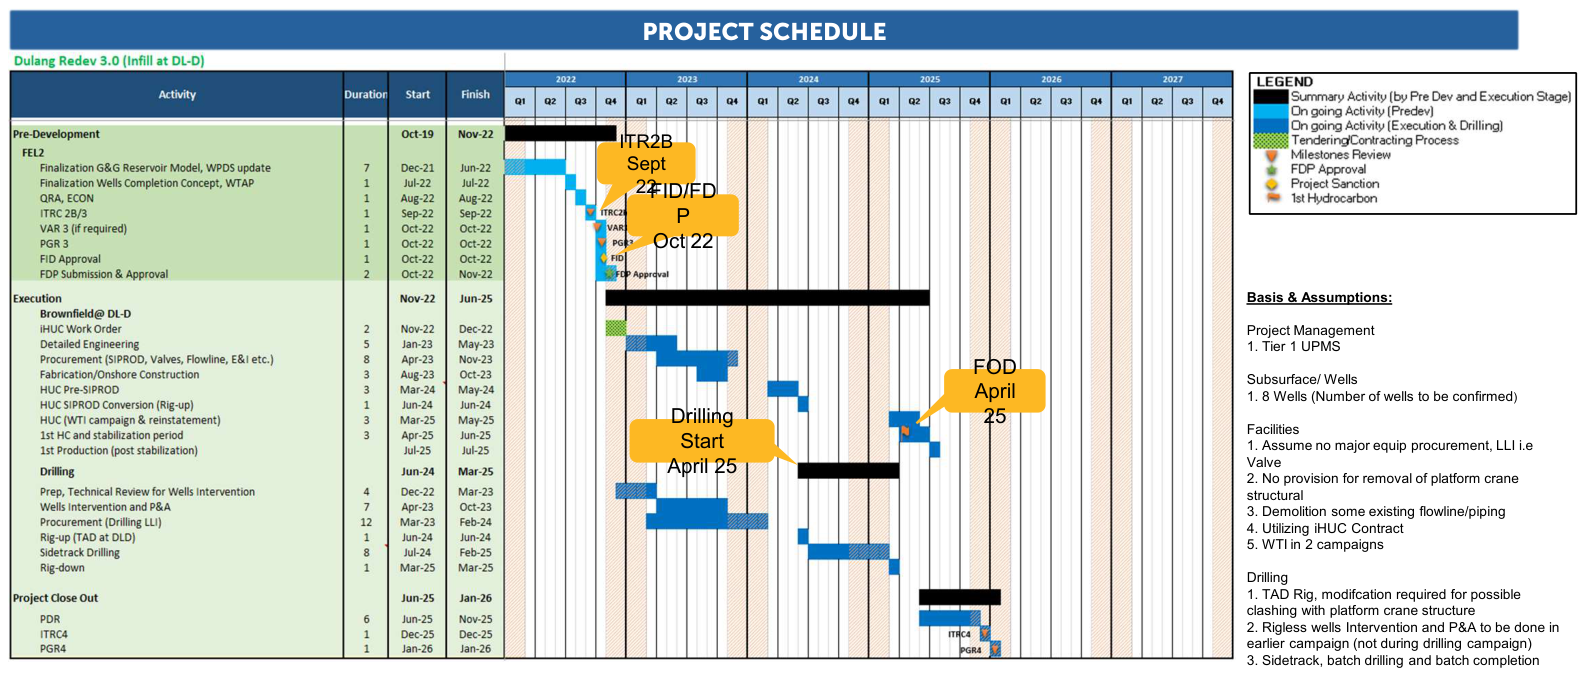 PROJECT SCHEDULE
Dulang Redev 3.0 (Infill at DL-D)
Activity Duration Start Finish
2022 2023 2024 2025 2026 2027
Q1 Q2 Q3 Q4 Q1 Q2 Q3 Q4 Q1 Q2 Q3 Q4 Q1 Q2 Q3 Q4 Q1 Q2 Q3 Q4 Q1 Q2 Q3 Q4
Pre-Development Oct-19 Nov-22
FEL2
Finalization G&G Reservoir Model, WPDS update 7 Dec-21 Jun-22
Finalization Wells Completion Concept, WTAP 1 Jul-22 Jul-22
QRA, ECON 1 Aug-22 Aug-22
ITRC 2B/3 1 Sep-22 Sep-22
VAR 3 (if required) 1 Oct-22 Oct-22
PGR 3 1 Oct-22 Oct-22
FID Approval 1 Oct-22 Oct-22
FDP Submission & Approval 2 Oct-22 Nov-22
Execution Nov-22 Jun-25
Brownfield@ DL-D
iHUC Work Order 2 Nov-22 Dec-22
Detailed Engineering 5 Jan-23 May-23
Procurement (SIPROD, Valves, Flowline, E&I etc.) 8 Apr-23 Nov-23
Fabrication/Onshore Construction 3 Aug-23 Oct-23
HUC Pre-SIPROD 3 Mar-24 May-24
HUC SIPROD Conversion (Rig-up) 1 Jun-24 Jun-24
HUC (WTI campaign & reinstatement) 3 Mar-25 May-25
1st HC and stabilization period 3 Apr-25 Jun-25
1st Production (post stabilization) Jul-25 Jul-25
Drilling Jun-24 Mar-25
Prep, Technical Review for Wells Intervention 4 Dec-22 Mar-23
Wells Intervention and P&A 7 Apr-23 Oct-23
Procurement (Drilling LLI) 12 Mar-23 Feb-24
Rig-up (TAD at DLD) 1 Jun-24 Jun-24
Sidetrack Drilling 8 Jul-24 Feb-25
Rig-down 1 Mar-25 Mar-25
Project Close Out Jun-25 Jan-26
PDR 6 Jun-25 Nov-25
ITRC4 1 Dec-25 Dec-25
PGR4 1 Jan-26 Jan-26
ITR2B
Sept
22
FID/FD
P
Oct 22
VAR3
PGR3
FID
FDP Approval
Drilling
Start
April 25
FOD
April
25
ITRC4
PGR4
LEGEND
Summary Activity (by Pre Dev and Execution Stage)
On going Activity (Predev)
On going Activity (Execution & Drilling)
Tendering/Contracting Process
Milestones Review
FDP Approval
Project Sanction
1st Hydrocarbon
Basis & Assumptions:
Project Management
1. Tier 1 UPMS
Subsurface/ Wells
1. 8 Wells (Number of wells to be confirmed)
Facilities
1. Assume no major equip procurement, LLI i.e
Valve
2. No provision for removal of platform crane
structural
3. Demolition some existing flowline/piping
4. Utilizing iHUC Contract
5. WTI in 2 campaigns
Drilling
1. TAD Rig, modifcation required for possible
clashing with platform crane structure
2. Rigless wells Intervention and P&A to be done in
earlier campaign (not during drilling campaign)
3. Sidetrack, batch drilling and batch completion